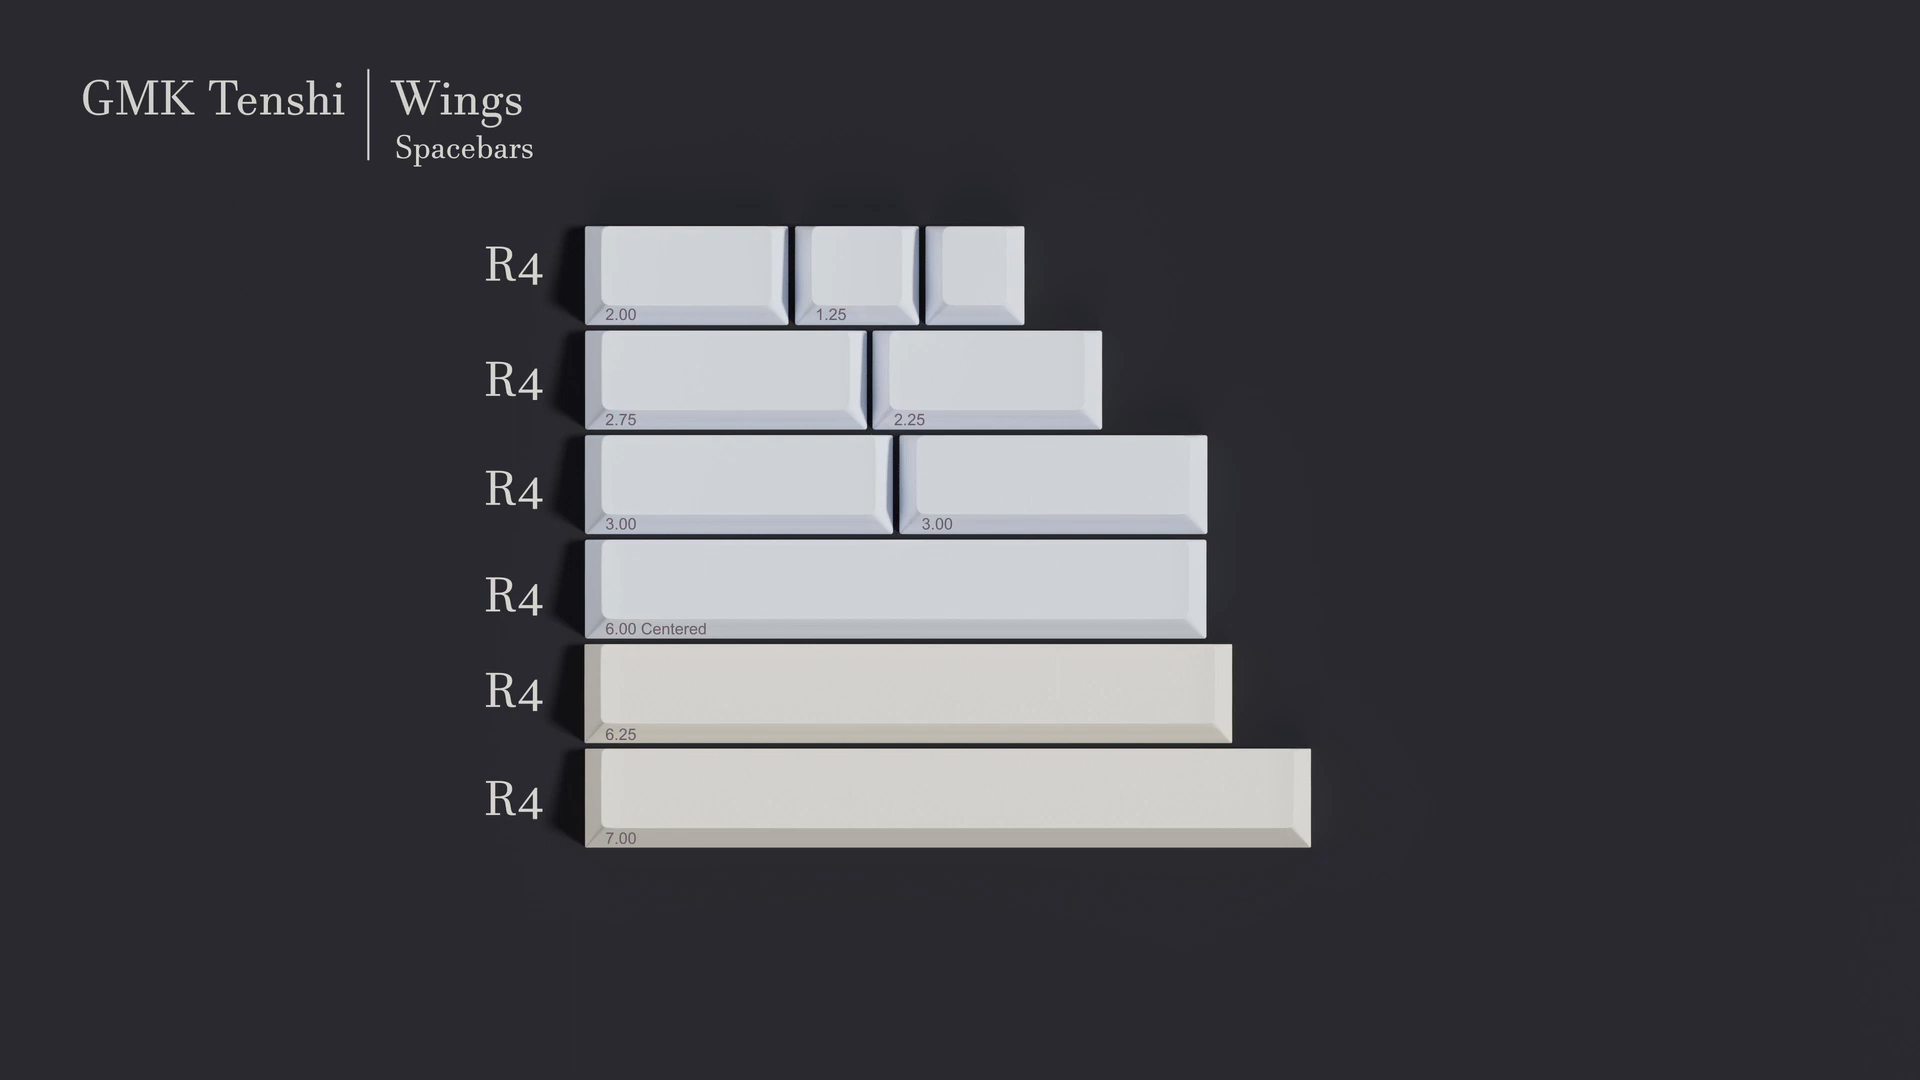 GMK Tenshi | Wings
Spacebars
R4 2.00 1.25
R4 2.75 2.25
R4 3.00 3.00
R4 6.00 Centered
R4 6.25
R4 7.00